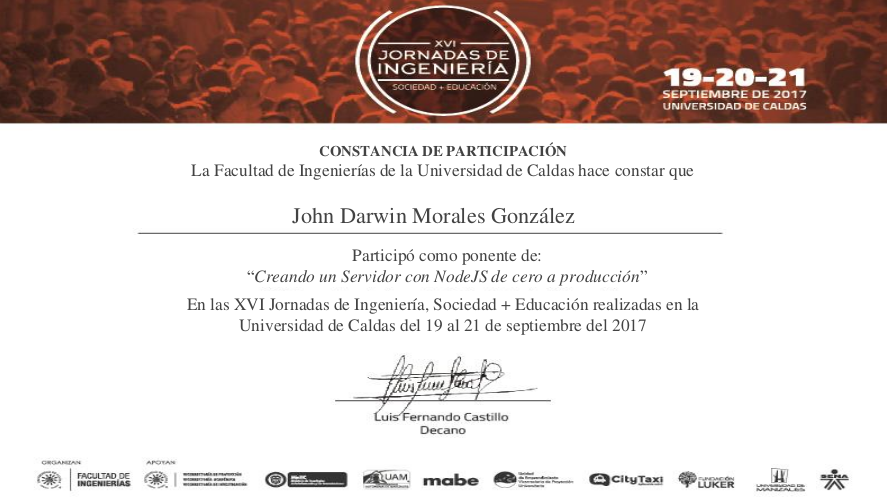 XVI
JORNADAS DE
INGENIERÍA
SOCIEDAD + EDUCACIÓN
19-20-21
SEPTIEMBRE DE 2017
UNIVERSIDAD DE CALDAS
CONSTANCIA DE PARTICIPACIÓN
La Facultad de Ingenierías de la Universidad de Caldas hace constar que
John Darwin Morales González
Participó como ponente de:
“Creando un Servidor con NodeJS de cero a producción”
En las XVI Jornadas de Ingeniería, Sociedad + Educación realizadas en la
Universidad de Caldas del 19 al 21 de septiembre del 2017
Luis Fernando Castillo
Decano
ORGANIZAN
FACULTAD DE
INGENIERÍAS
APOYAN
UAM
mabe
CityTaxi
FUNDACIÓN
LUKER
UNIVERSIDAD DE
MANIZALES
SENA